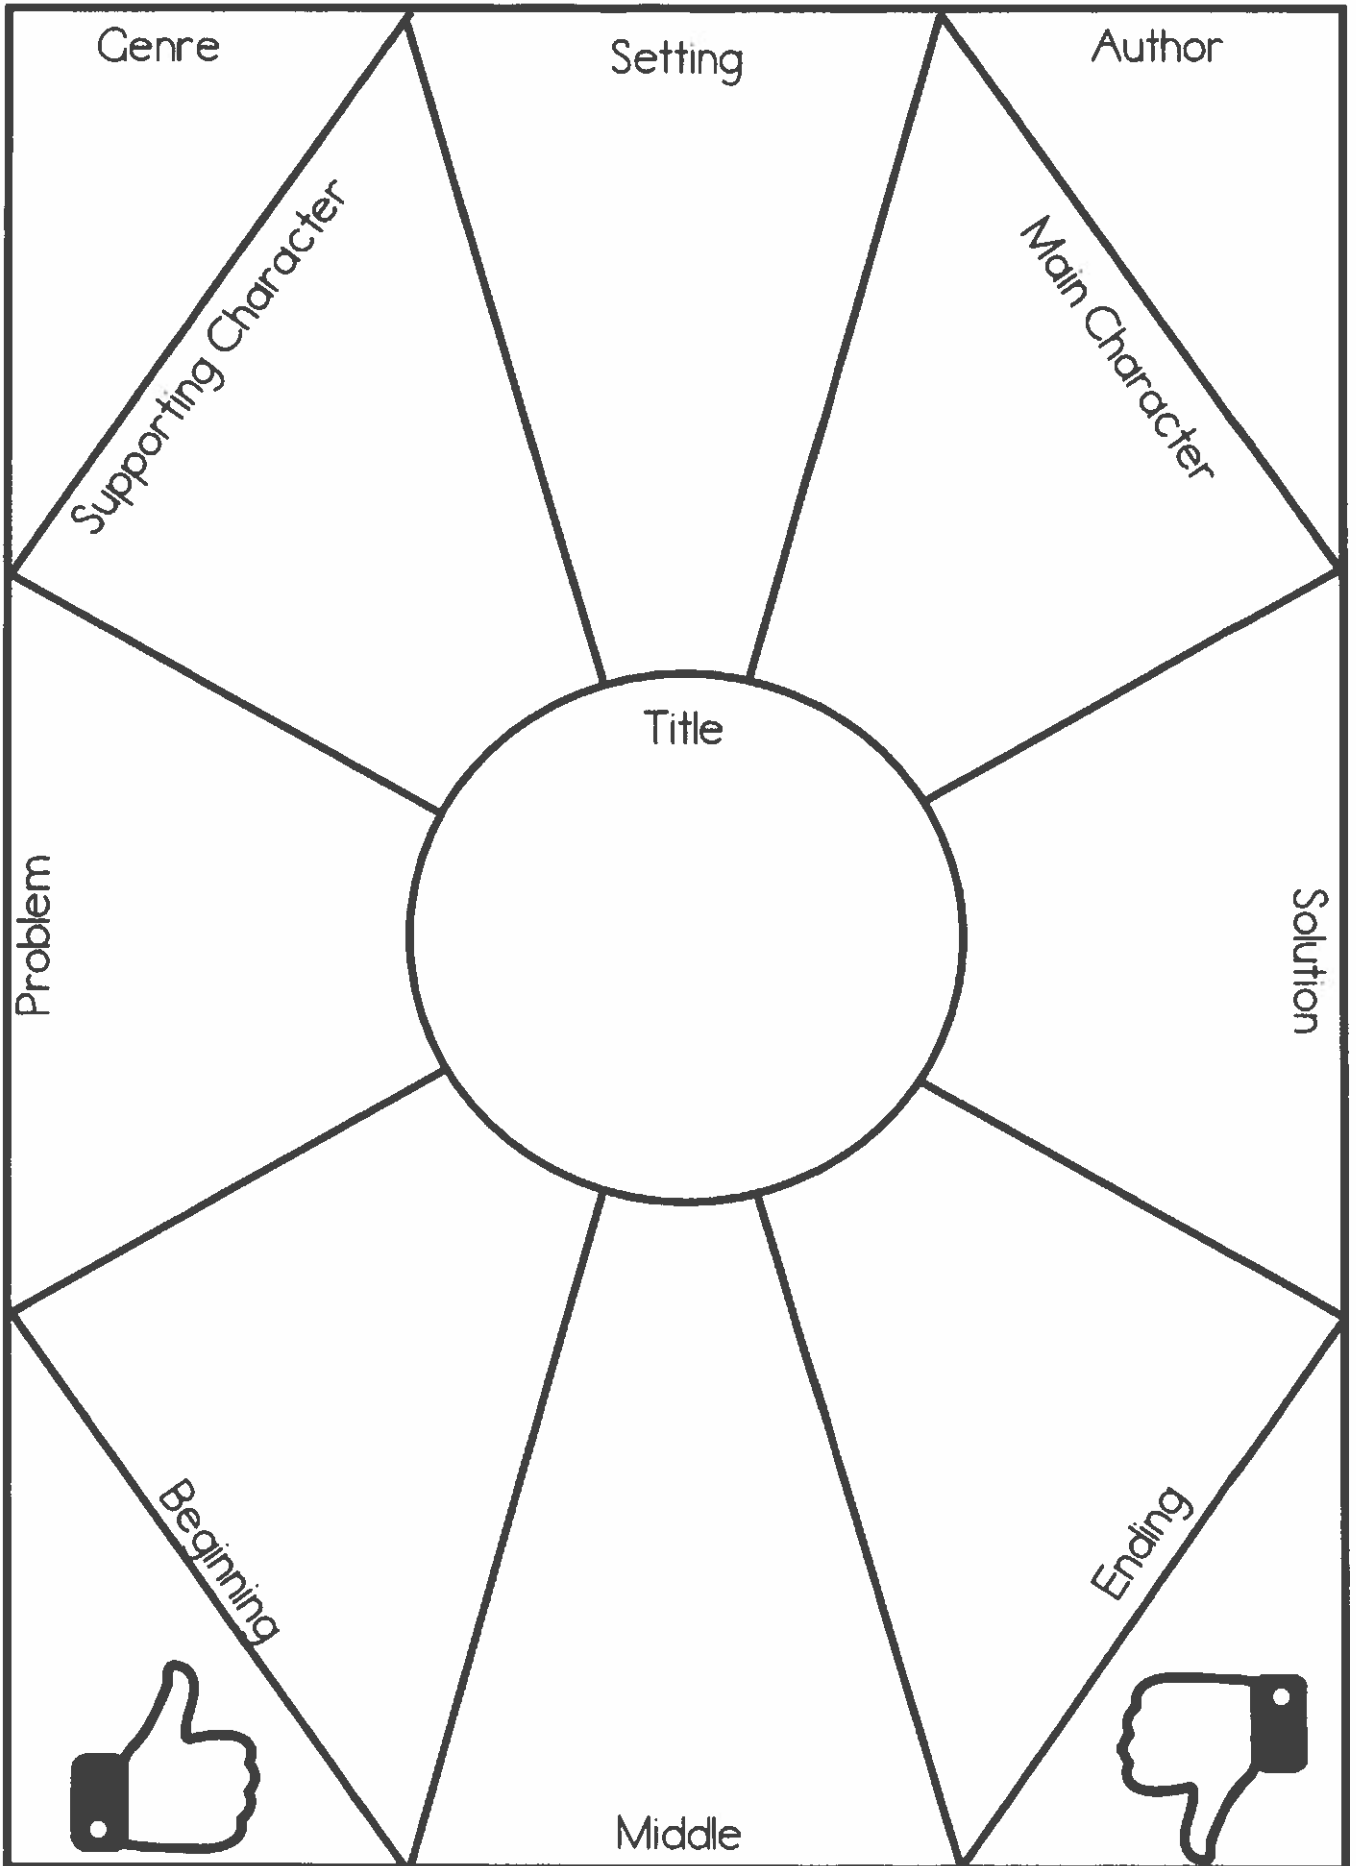 Genre
Setting
Author
Supporting Character
Main Character
Title
Problem
Solution
Beginning
Ending
Middle